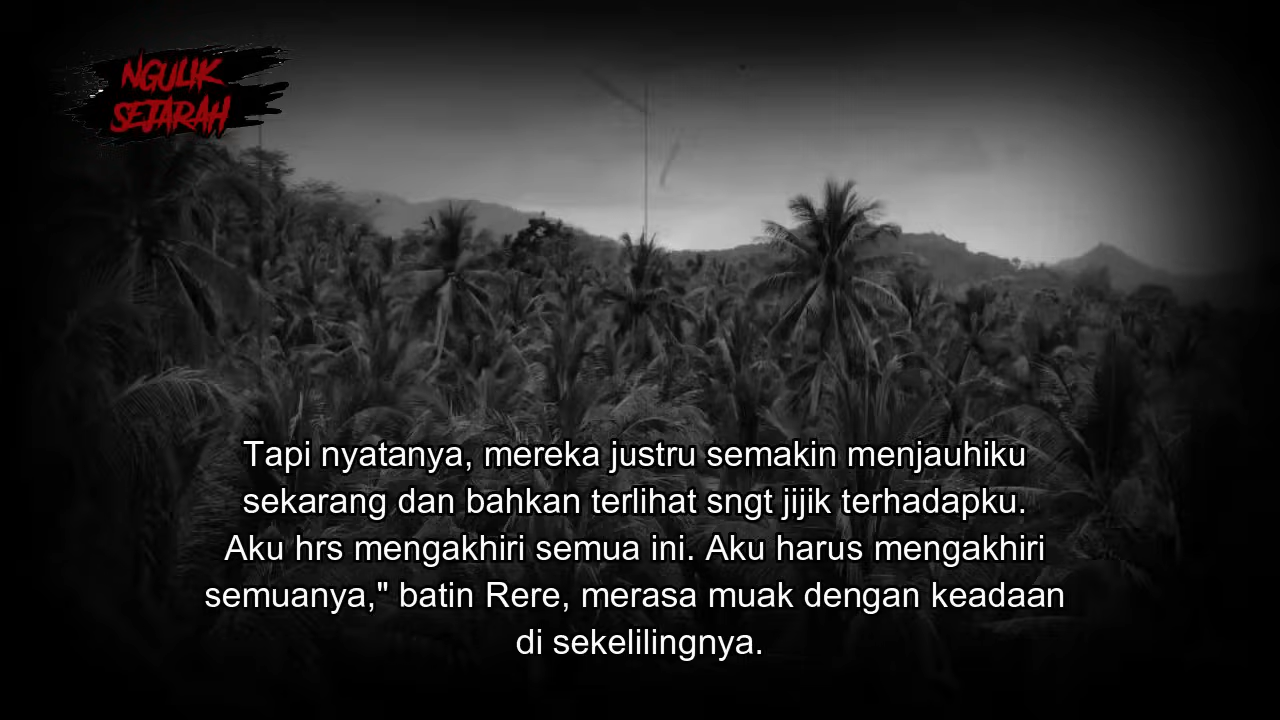 NGULIK
SEJARAH
Tapi nyatanya, mereka justru semakin menjauhiku
sekarang dan bahkan terlihat sngt jijik terhadapku.
Aku hrs mengakhiri semua ini. Aku harus mengakhiri
semuanya," batin Rere, merasa muak dengan keadaan
di sekelilingnya.